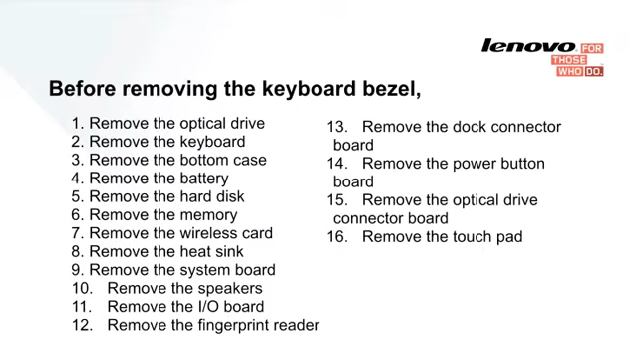 lenovo FOR
THOSE
WHO DO.
Before removing the keyboard bezel,
1. Remove the optical drive
2. Remove the keyboard
3. Remove the bottom case
4. Remove the battery
5. Remove the hard disk
6. Remove the memory
7. Remove the wireless card
8. Remove the heat sink
9. Remove the system board
10. Remove the speakers
11. Remove the I/O board
12. Remove the fingerprint reader
13. Remove the dock connector
board
14. Remove the power button
board
15. Remove the optical drive
connector board
16. Remove the touch pad